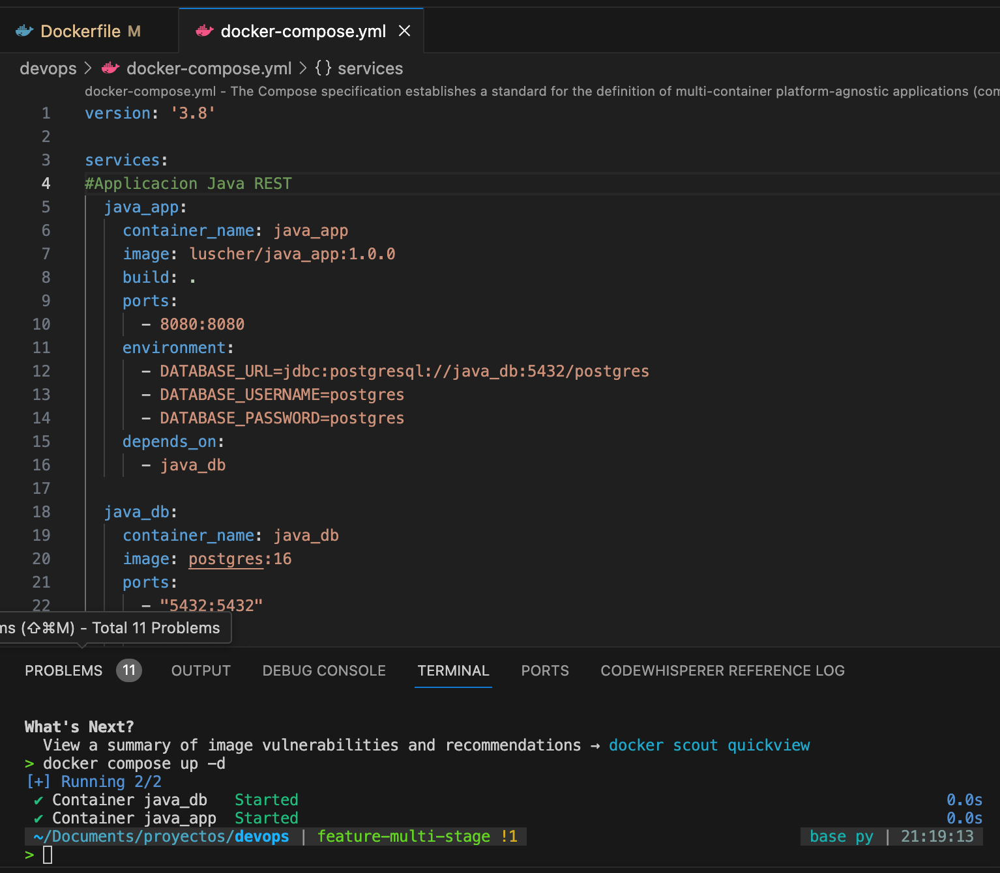 Dockerfile M
docker-compose.yml
devops > docker-compose.yml > {} services
docker-compose.yml - The Compose specification establishes a standard for the definition of multi-container platform-agnostic applications (com
1 version: '3.8'
2
3 services:
4 #Applicacion Java REST
5 java_app:
6 container_name: java_app
7 image: luscher/java_app:1.0.0
8 build: .
9 ports:
10 - 8080:8080
11 environment:
12 - DATABASE_URL=jdbc:postgresql://java_db:5432/postgres
13 - DATABASE_USERNAME=postgres
14 - DATABASE_PASSWORD=postgres
15 depends_on:
16 - java_db
17
18 java_db:
19 container_name: java_db
20 image: postgres:16
21 ports:
22 - "5432:5432"
ms (⇧⌘M) - Total 11 Problems
PROBLEMS 11 OUTPUT DEBUG CONSOLE TERMINAL PORTS CODEWHISPERER REFERENCE LOG
What's Next?
View a summary of image vulnerabilities and recommendations → docker scout quickview
> docker compose up -d
[+] Running 2/2
✔ Container java_db Started 0.0s
✔ Container java_app Started 0.0s
~/Documents/proyectos/devops | feature-multi-stage !1 base py | 21:19:13
>